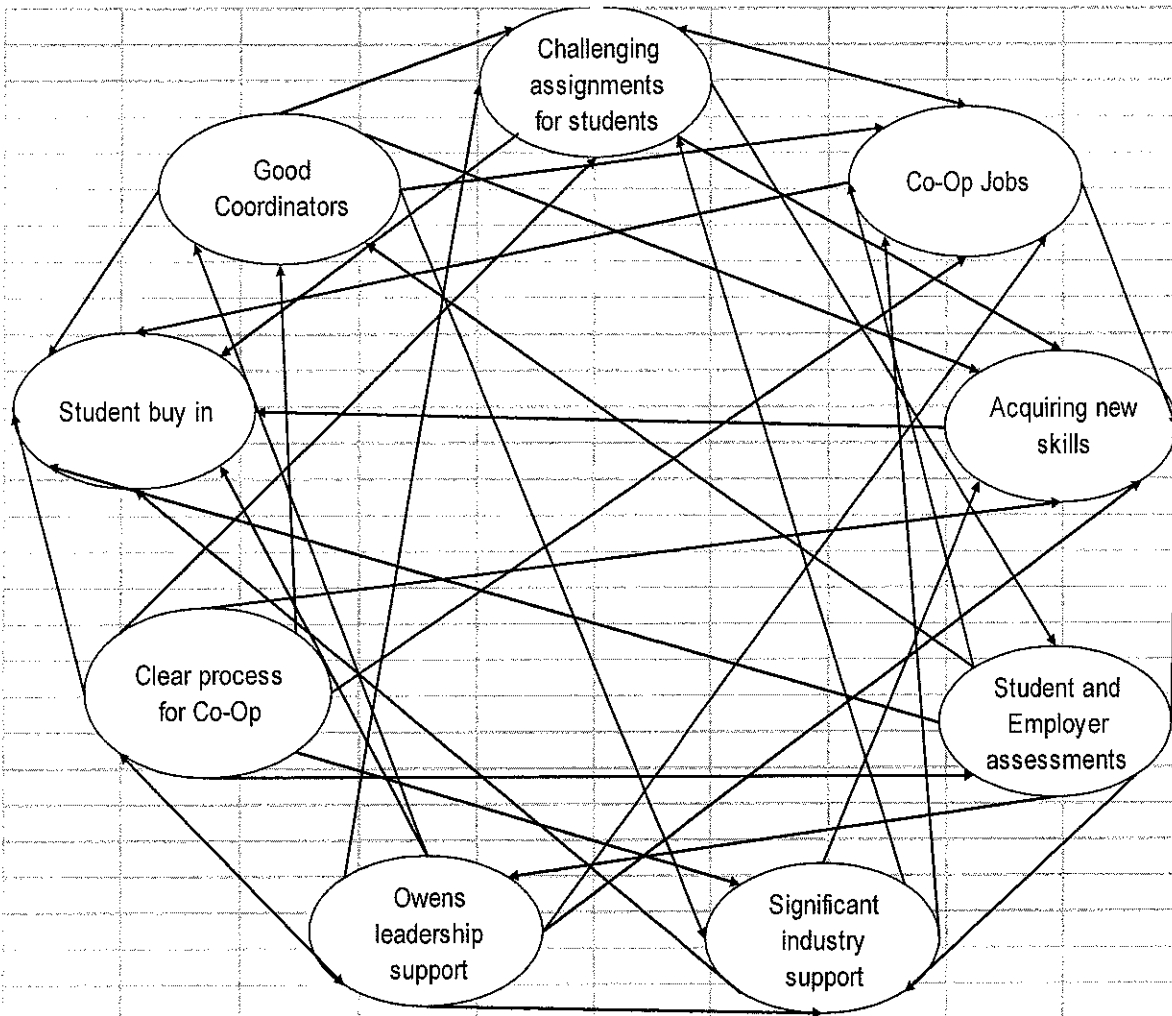 Challenging
assignments
for students
Good
Coordinators
Co-Op Jobs
Student buy in
Acquiring new
skills
Clear process
for Co-Op
Student and
Employer
assessments
Owens
leadership
support
Significant
industry
support